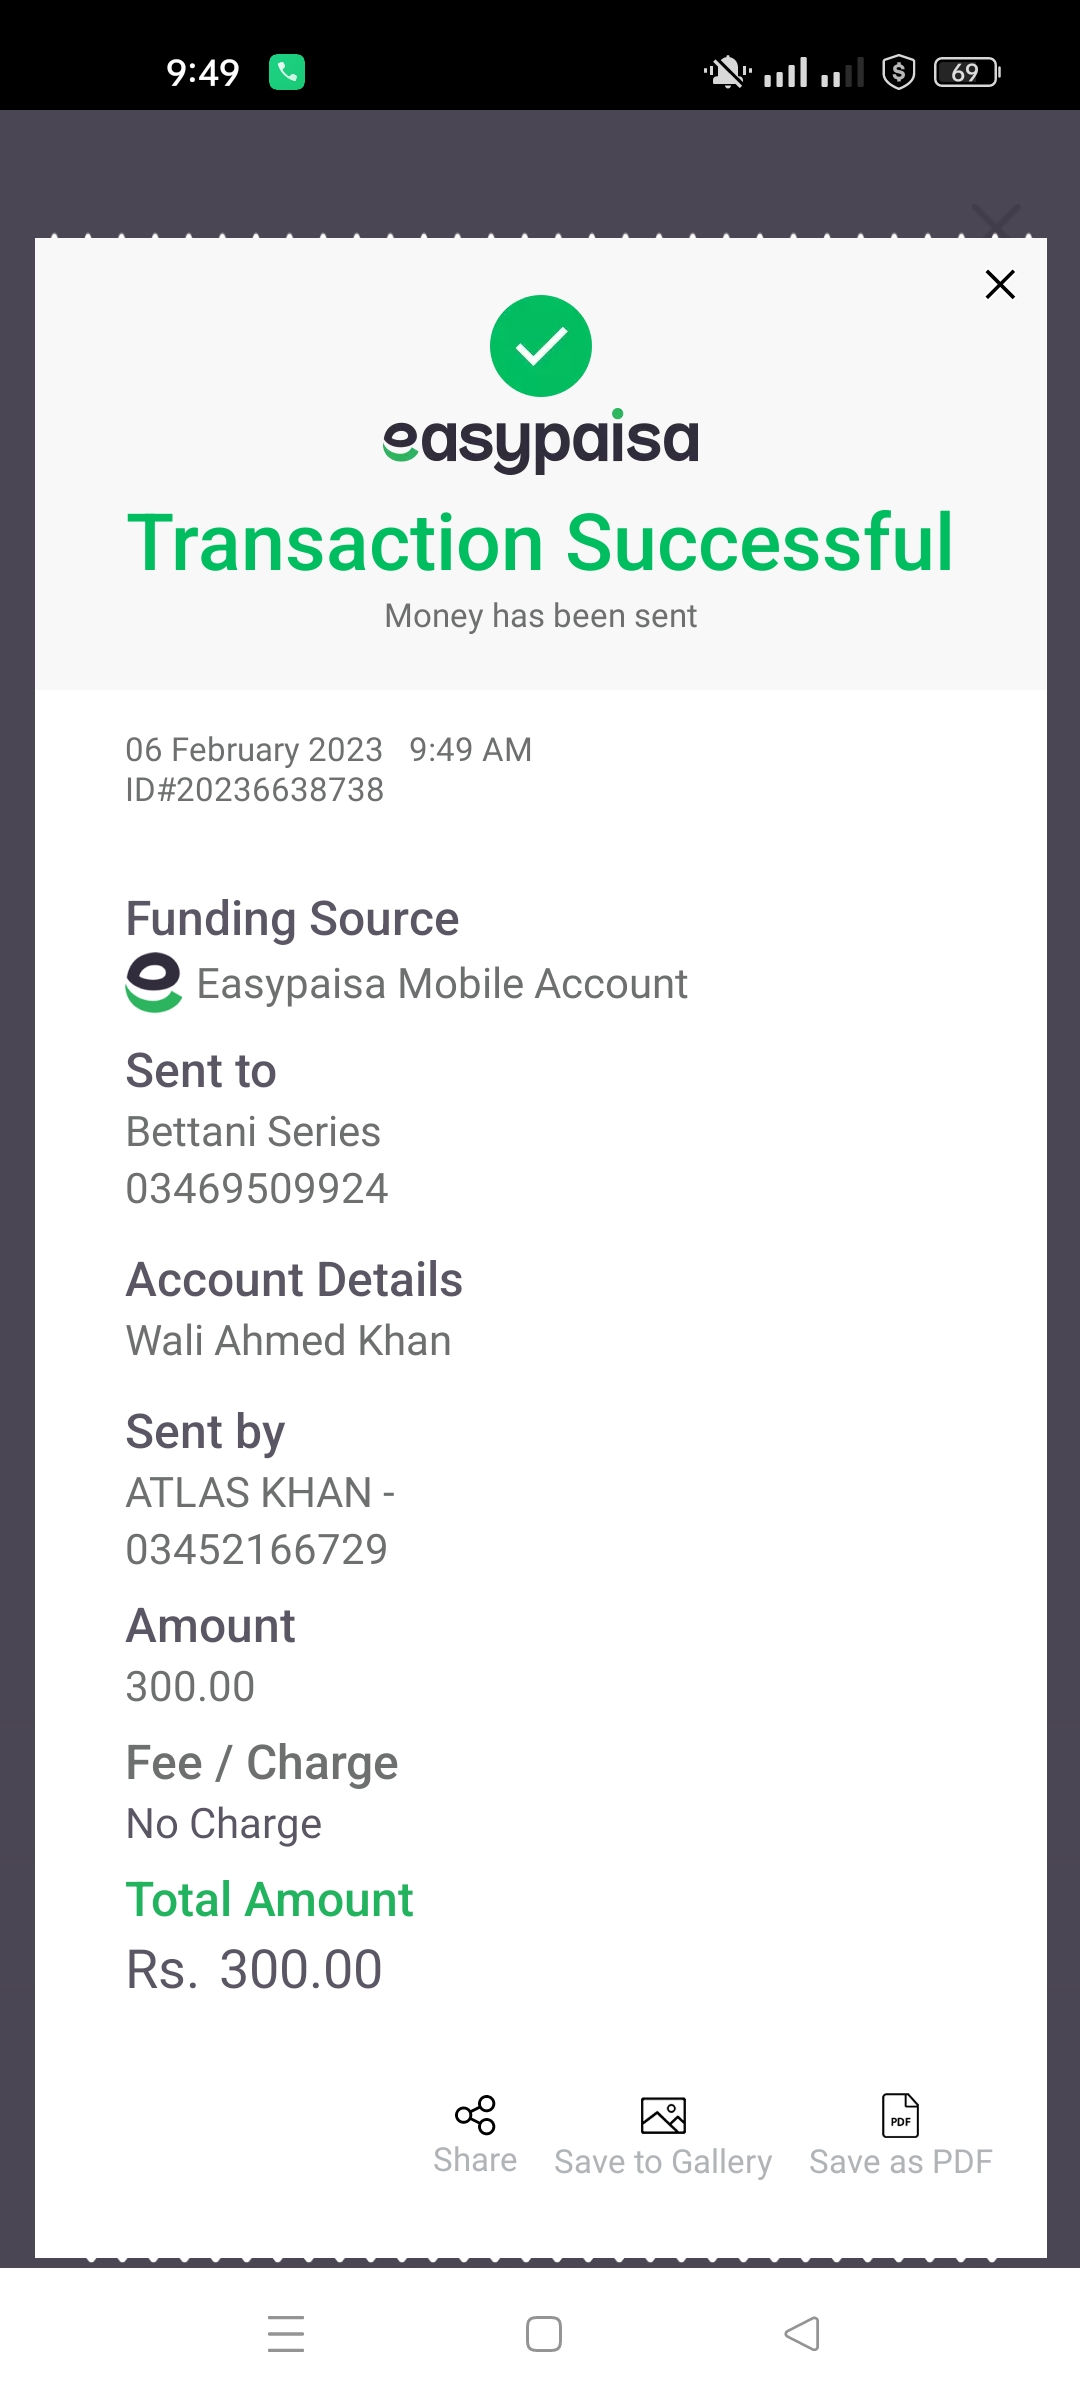 9:49
69
easypaisa
Transaction Successful
Money has been sent
06 February 2023 9:49 AM
ID#20236638738
Funding Source
Easypaisa Mobile Account
Sent to
Bettani Series
03469509924
Account Details
Wali Ahmed Khan
Sent by
ATLAS KHAN -
03452166729
Amount
300.00
Fee / Charge
No Charge
Total Amount
Rs. 300.00
PDF
Share Save to Gallery Save as PDF